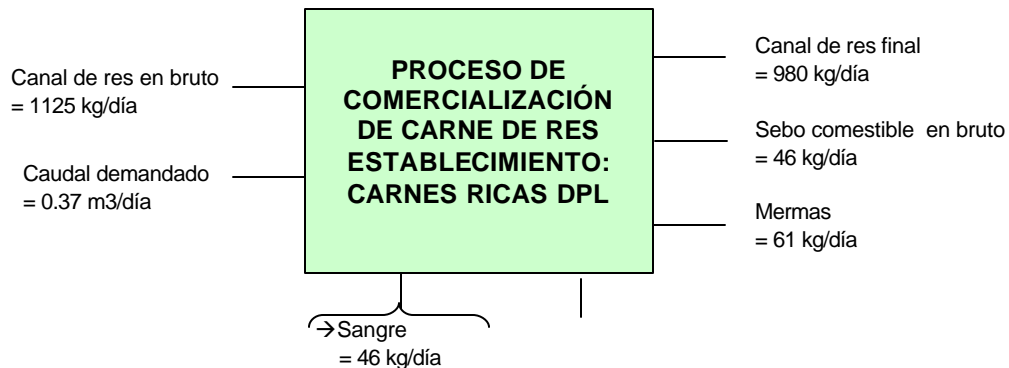 Canal de res en bruto
= 1125 kg/día
Caudal demandado
= 0.37 m3/día
PROCESO DE
COMERCIALIZACIÓN
DE CARNE DE RES
ESTABLECIMIENTO:
CARNES RICAS DPL
Canal de res final
= 980 kg/día
Sebo comestible en bruto
= 46 kg/día
Mermas
= 61 kg/día
→Sangre
= 46 kg/día